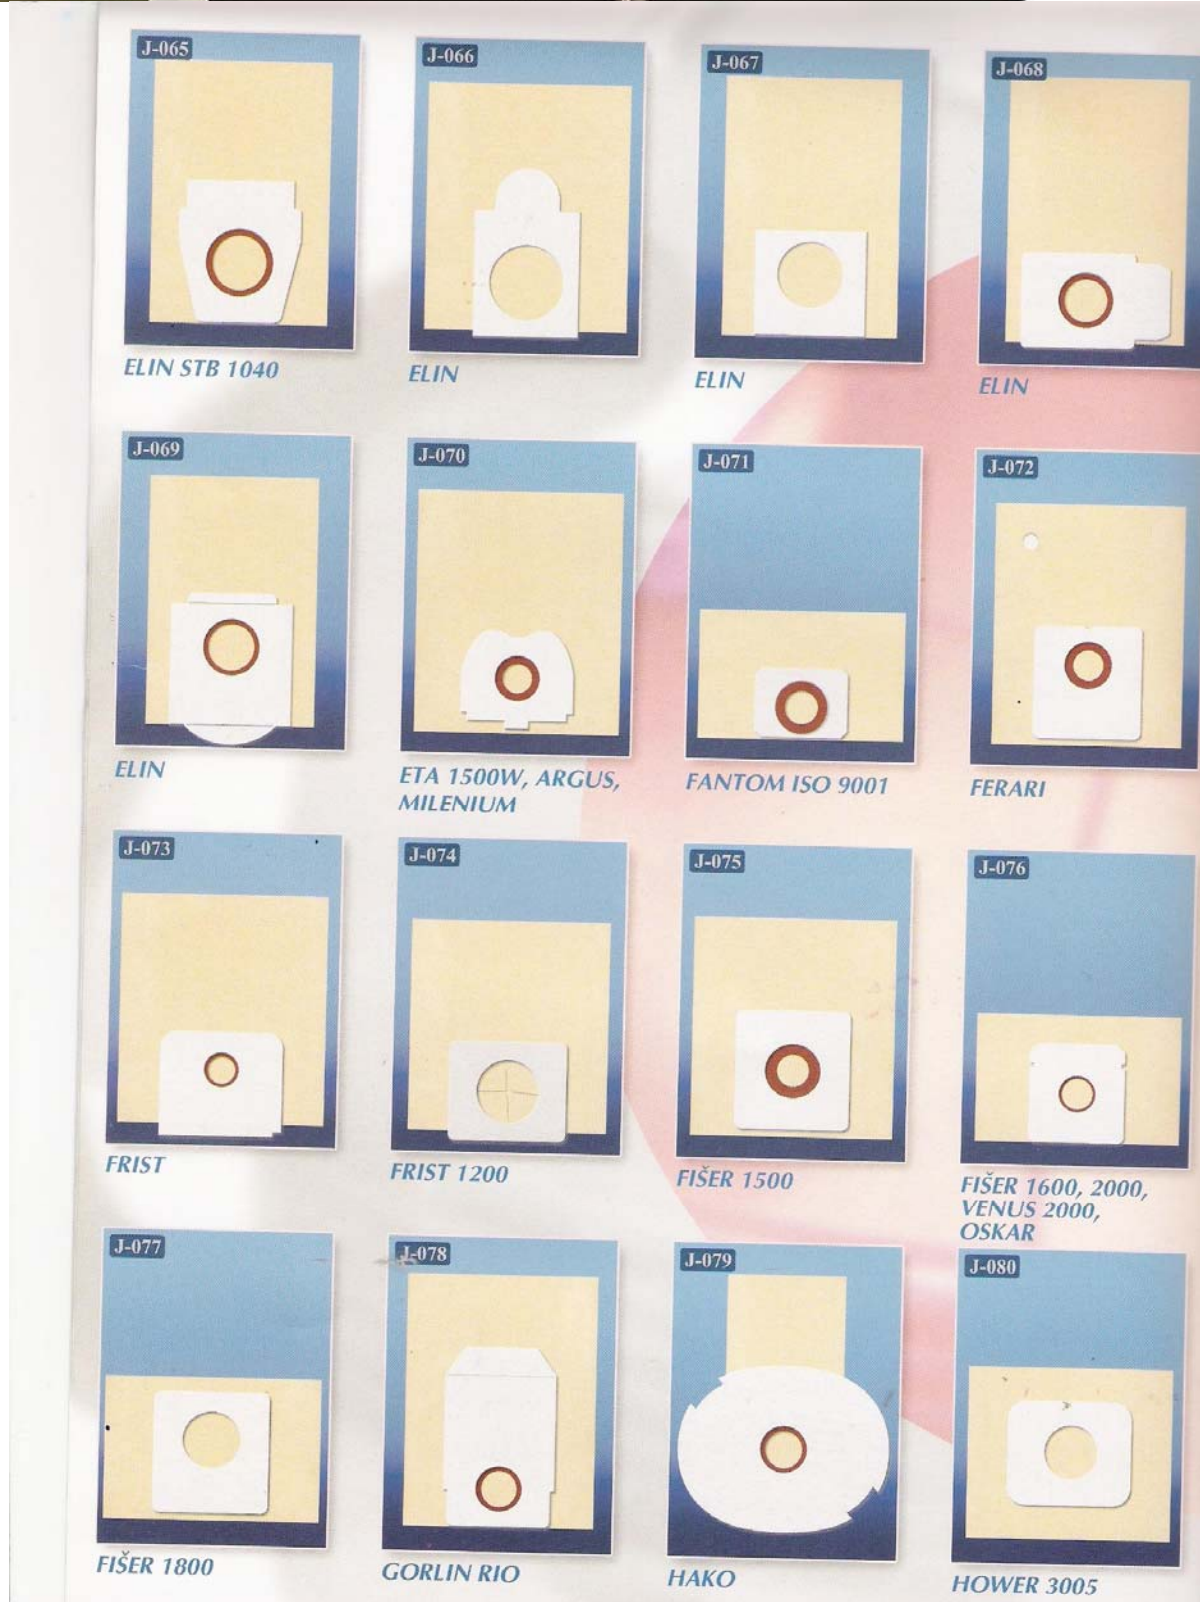 J-065
J-066
J-067
J-068
ELIN STB 1040
ELIN
ELIN
ELIN
J-069
J-070
J-071
J-072
ELIN
ETA 1500W, ARGUS,
MILENIUM
FANTOM ISO 9001
FERARI
J-073
J-074
J-075
J-076
FRIST
FRIST 1200
FIŠER 1500
FIŠER 1600, 2000,
VENUS 2000,
OSKAR
J-077
J-078
J-079
J-080
FIŠER 1800
GORLIN RIO
HAKO
HOWER 3005